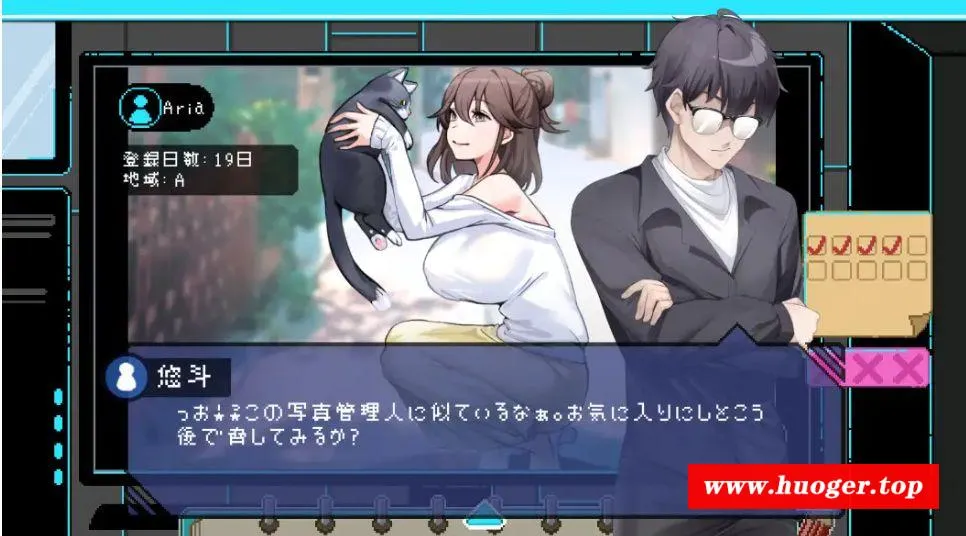 Aria
登録日数:19日
地域:A
悠斗
っお!?この写真管理人に似ているなぁ。お気に入りにしとこう
後で脅してみるか?
www.huoger.top